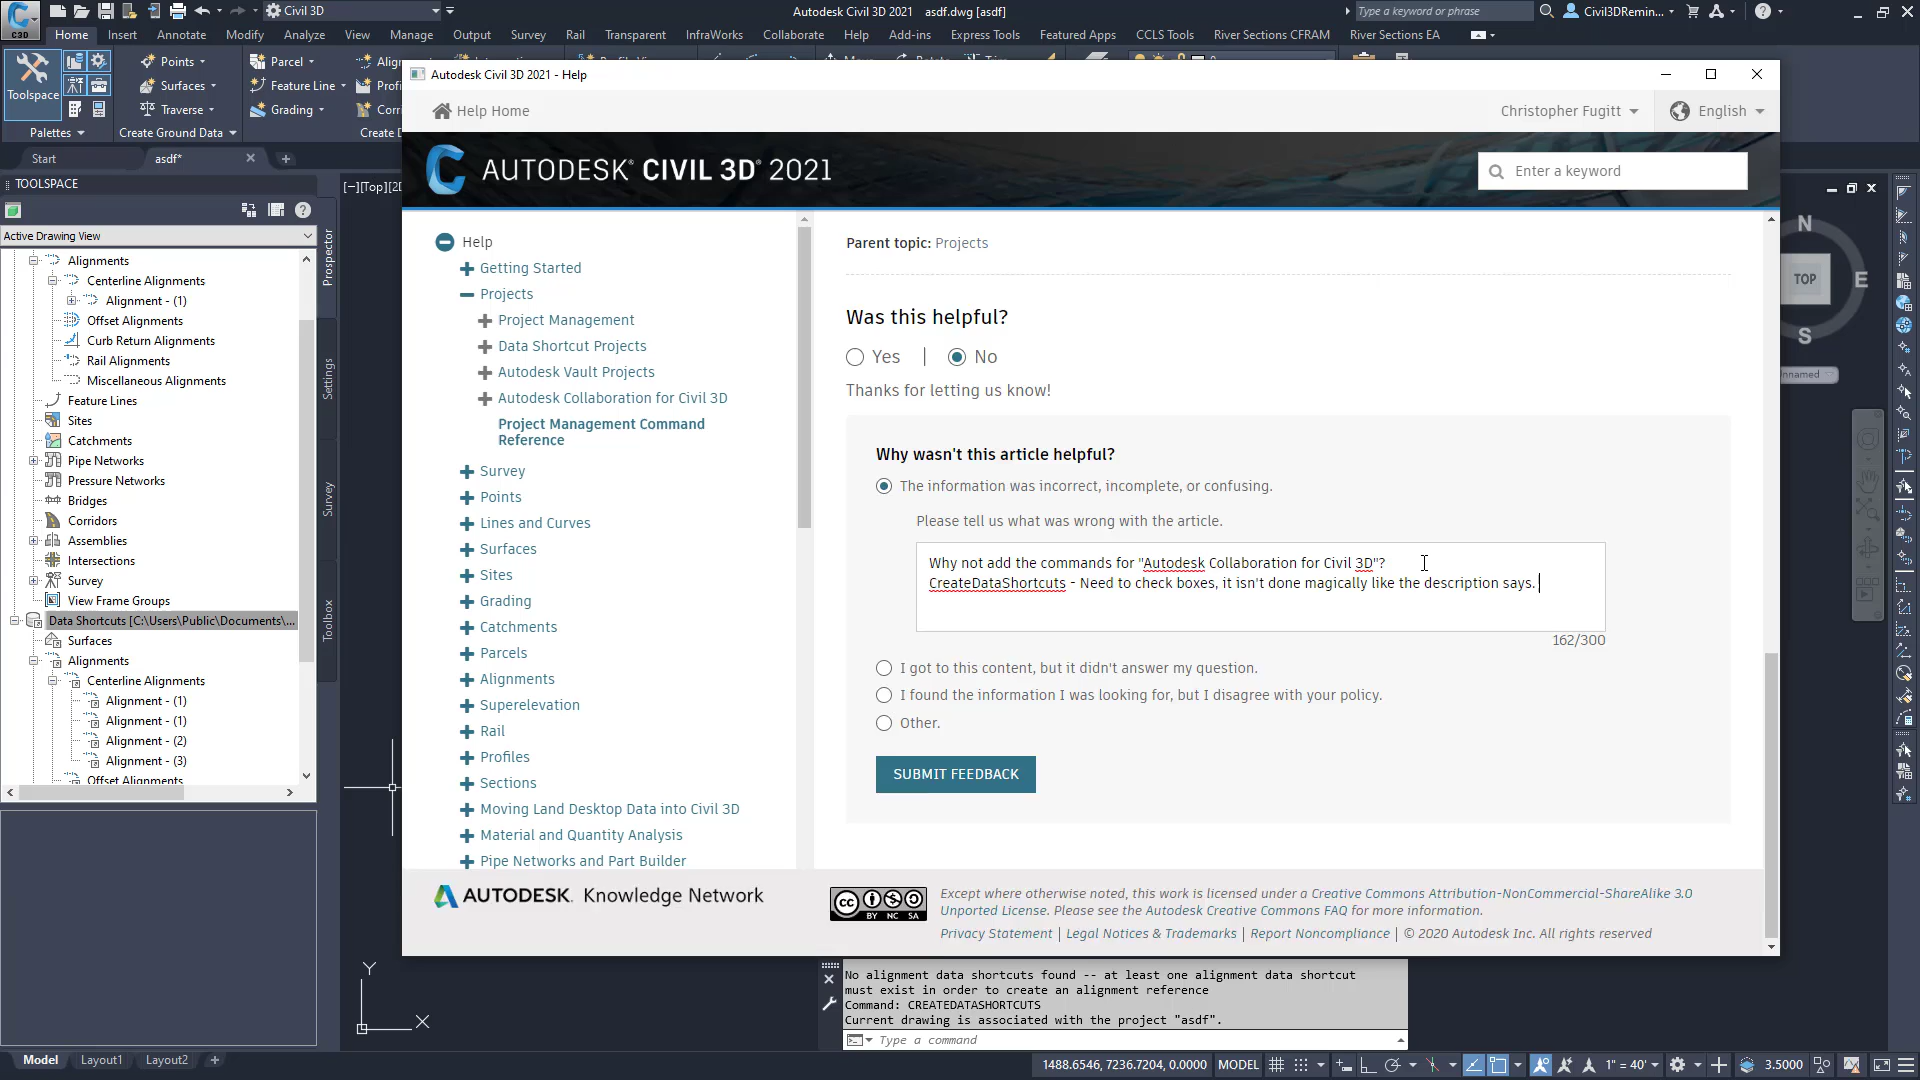 C3D
Civil 3D
Autodesk Civil 3D 2021 asdf.dwg [asdf]
Type a keyword or phrase
Civil3DRemin...
Home Insert Annotate Modify Analyze View Manage Output Survey Rail Transparent InfraWorks Collaborate Help Add-ins Express Tools Featured Apps CCLS Tools River Sections CFRAM River Sections EA
Toolspace
Points
Surfaces
Traverse
Parcel
Feature Line
Grading
Palettes
Create Ground Data
Create D
Start
asdf*
TOOLSPACE
Active Drawing View
Alignments
Centerline Alignments
Alignment - (1)
Offset Alignments
Curb Return Alignments
Rail Alignments
Miscellaneous Alignments
Feature Lines
Sites
Catchments
Pipe Networks
Pressure Networks
Bridges
Corridors
Assemblies
Intersections
Survey
View Frame Groups
Data Shortcuts [C:\Users\Public\Documents\...
Surfaces
Alignments
Centerline Alignments
Alignment - (1)
Alignment - (1)
Alignment - (2)
Alignment - (3)
Offset Alignments
Prospector
Settings
Survey
Toolbox
[−][Top][2D
Autodesk Civil 3D 2021 - Help
Help Home
Christopher Fugitt
English
AUTODESK® CIVIL 3D® 2021
Enter a keyword
Help
Getting Started
Projects
Project Management
Data Shortcut Projects
Autodesk Vault Projects
Autodesk Collaboration for Civil 3D
Project Management Command
Reference
Survey
Points
Lines and Curves
Surfaces
Sites
Grading
Catchments
Parcels
Alignments
Superelevation
Rail
Profiles
Sections
Moving Land Desktop Data into Civil 3D
Material and Quantity Analysis
Pipe Networks and Part Builder
Parent topic: Projects
Was this helpful?
Yes | No
Thanks for letting us know!
Why wasn't this article helpful?
The information was incorrect, incomplete, or confusing.
Please tell us what was wrong with the article.
Why not add the commands for "Autodesk Collaboration for Civil 3D"?
CreateDataShortcuts - Need to check boxes, it isn't done magically like the description says.
162/300
I got to this content, but it didn't answer my question.
I found the information I was looking for, but I disagree with your policy.
Other.
SUBMIT FEEDBACK
AUTODESK. Knowledge Network
cc BY NC SA
Except where otherwise noted, this work is licensed under a Creative Commons Attribution-NonCommercial-ShareAlike 3.0
Unported License. Please see the Autodesk Creative Commons FAQ for more information.
Privacy Statement | Legal Notices & Trademarks | Report Noncompliance | © 2020 Autodesk Inc. All rights reserved
N
TOP
E
S
nnamed
Y
X
No alignment data shortcuts found -- at least one alignment data shortcut
must exist in order to create an alignment reference
Command: CREATEDATASHORTCUTS
Current drawing is associated with the project "asdf".
Type a command
Model Layout1 Layout2
1488.6546, 7236.7204, 0.0000 MODEL
1" = 40'
3.5000